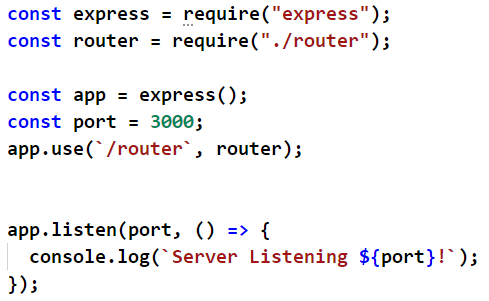 const express = require("express");
const router = require("./router");
const app = express();
const port = 3000;
app.use(`/router`, router);
app.listen(port, () => {
console.log(`Server Listening ${port}!`);
});